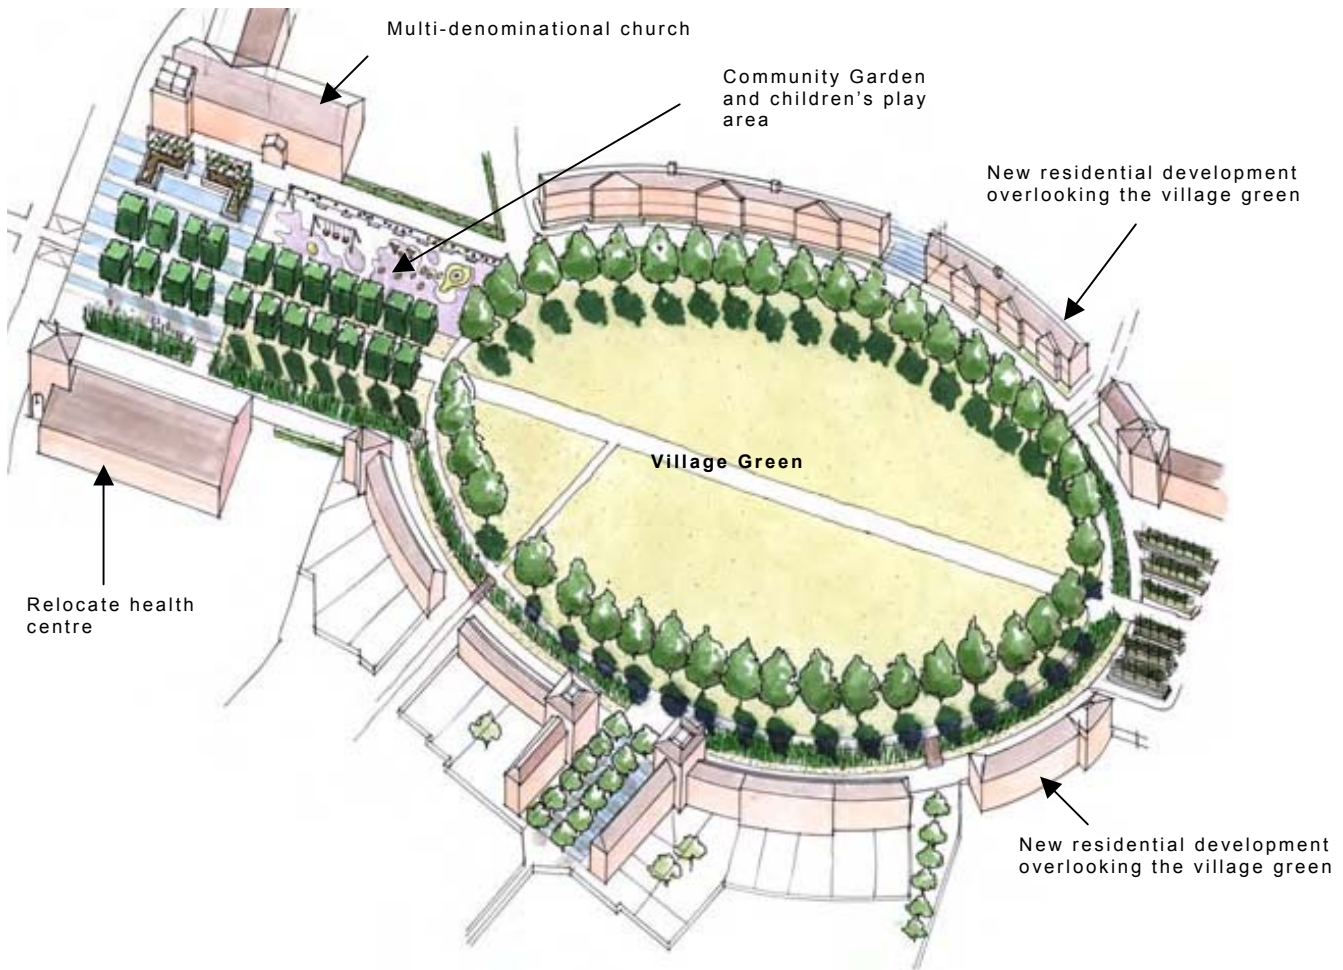 Multi-denominational church
Community Garden
and children's play
area
New residential development
overlooking the village green
Village Green
Relocate health
centre
New residential development
overlooking the village green